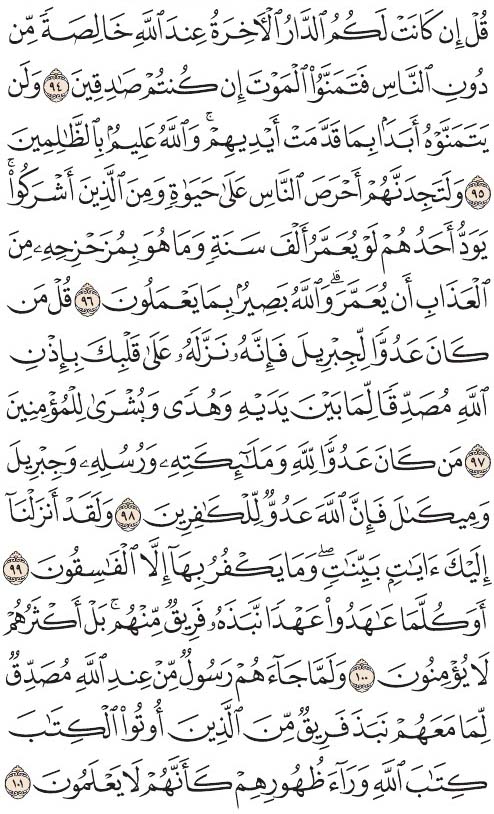 قُلْ إِن كَانَتْ لَكُمُ ٱلدَّارُ ٱلْأَخِرَةُ عِندَ ٱللَّهِ خَالِصَةً مِّن
دُونِ ٱلنَّاسِ فَتَمَنَّوُاْ ٱلْمَوْتَ إِن كُنتُمْ صَٰدِقِينَ ٩٤ وَلَن
يَتَمَنَّوْهُ أَبَدَۢا بِمَا قَدَّمَتْ أَيْدِيهِمْۚ وَٱللَّهُ عَلِيمُۢ بِٱلظَّٰلِمِينَ
٩٥ وَلَتَجِدَنَّهُمْ أَحْرَصَ ٱلنَّاسِ عَلَىٰ حَيَوٰةٍ وَمِنَ ٱلَّذِينَ أَشْرَكُواْۚ
يَوَدُّ أَحَدُهُمْ لَوْ يُعَمَّرُ أَلْفَ سَنَةٍ وَمَا هُوَ بِمُزَحْزِحِهِۦ مِنَ
ٱلْعَذَابِ أَن يُعَمَّرَۗ وَٱللَّهُ بَصِيرُۢ بِمَا يَعْمَلُونَ ٩٦ قُلْ مَن
كَانَ عَدُوًّا لِّجِبْرِيلَ فَإِنَّهُۥ نَزَّلَهُۥ عَلَىٰ قَلْبِكَ بِإِذْنِ
ٱللَّهِ مُصَدِّقًا لِّمَا بَيْنَ يَدَيْهِ وَهُدًى وَبُشْرَىٰ لِلْمُؤْمِنِينَ
٩٧ مَن كَانَ عَدُوًّا لِّلَّهِ وَمَلَٰٓئِكَتِهِۦ وَرُسُلِهِۦ وَجِبْرِيلَ
وَمِيكَىٰلَ فَإِنَّ ٱللَّهَ عَدُوٌّ لِّلْكَٰفِرِينَ ٩٨ وَلَقَدْ أَنزَلْنَآ
إِلَيْكَ ءَايَٰتِۭ بَيِّنَٰتٍۖ وَمَا يَكْفُرُ بِهَآ إِلَّا ٱلْفَٰسِقُونَ ٩٩
أَوَكُلَّمَا عَٰهَدُواْ عَهْدًا نَّبَذَهُۥ فَرِيقٌ مِّنْهُمۚ بَلْ أَكْثَرُهُمْ
لَا يُؤْمِنُونَ ١٠٠ وَلَمَّا جَآءَهُمْ رَسُولٌ مِّنْ عِندِ ٱللَّهِ مُصَدِّقٌ
لِّمَا مَعَهُمْ نَبَذَ فَرِيقٌ مِّنَ ٱلَّذِينَ أُوتُواْ ٱلْكِتَٰبَ
كِتَٰبَ ٱللَّهِ وَرَآءَ ظُهُورِهِمْ كَأَنَّهُمْ لَا يَعْلَمُونَ ١٠١